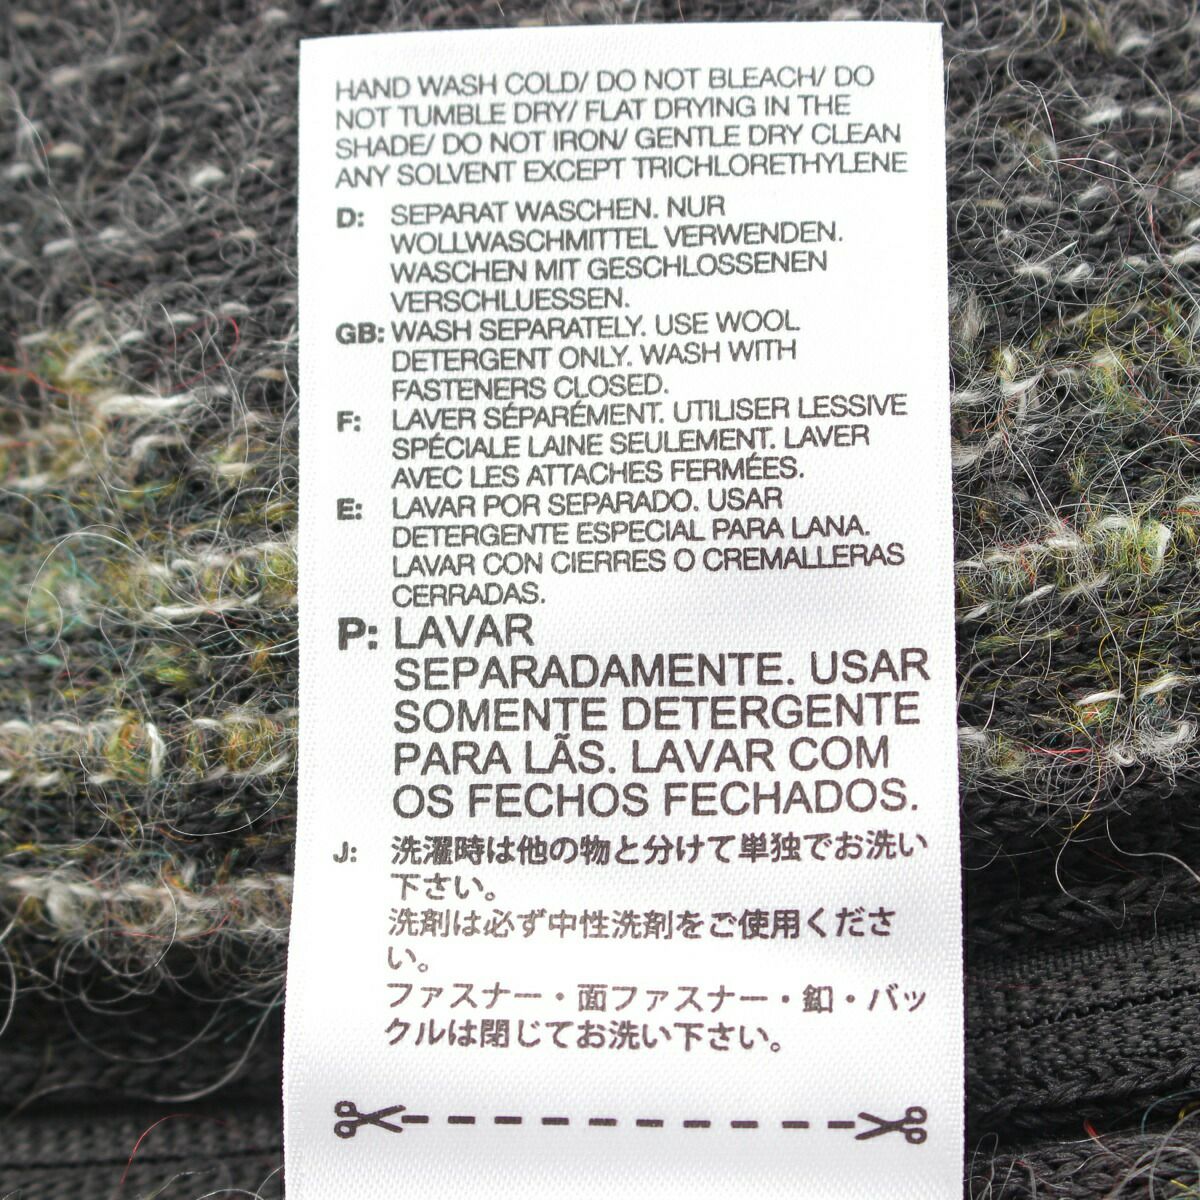 HAND WASH COLD/ DO NOT BLEACH/ DO
NOT TUMBLE DRY/ FLAT DRYING IN THE
SHADE/ DO NOT IRON/ GENTLE DRY CLEAN
ANY SOLVENT EXCEPT TRICHLORETHYLENE
D: SEPARAT WASCHEN. NUR
WOLLWASCHMITTEL VERWENDEN.
WASCHEN MIT GESCHLOSSENEN
VERSCHLUESSEN.
GB: WASH SEPARATELY. USE WOOL
DETERGENT ONLY. WASH WITH
FASTENERS CLOSED.
F: LAVER SÉPARÉMENT. UTILISER LESSIVE
SPÉCIALE LAINE SEULEMENT. LAVER
AVEC LES ATTACHES FERMÉES.
E: LAVAR POR SEPARADO. USAR
DETERGENTE ESPECIAL PARA LANA.
LAVAR CON CIERRES O CREMALLERAS
CERRADAS.
P: LAVAR
SEPARADAMENTE. USAR
SOMENTE DETERGENTE
PARA LÃS. LAVAR COM
OS FECHOS FECHADOS.
J: 洗濯時は他の物と分けて単独でお洗い
下さい。
洗剤は必ず中性洗剤をご使用くださ
い。
ファスナー・面ファスナー・釦・バッ
クルは閉じてお洗い下さい。